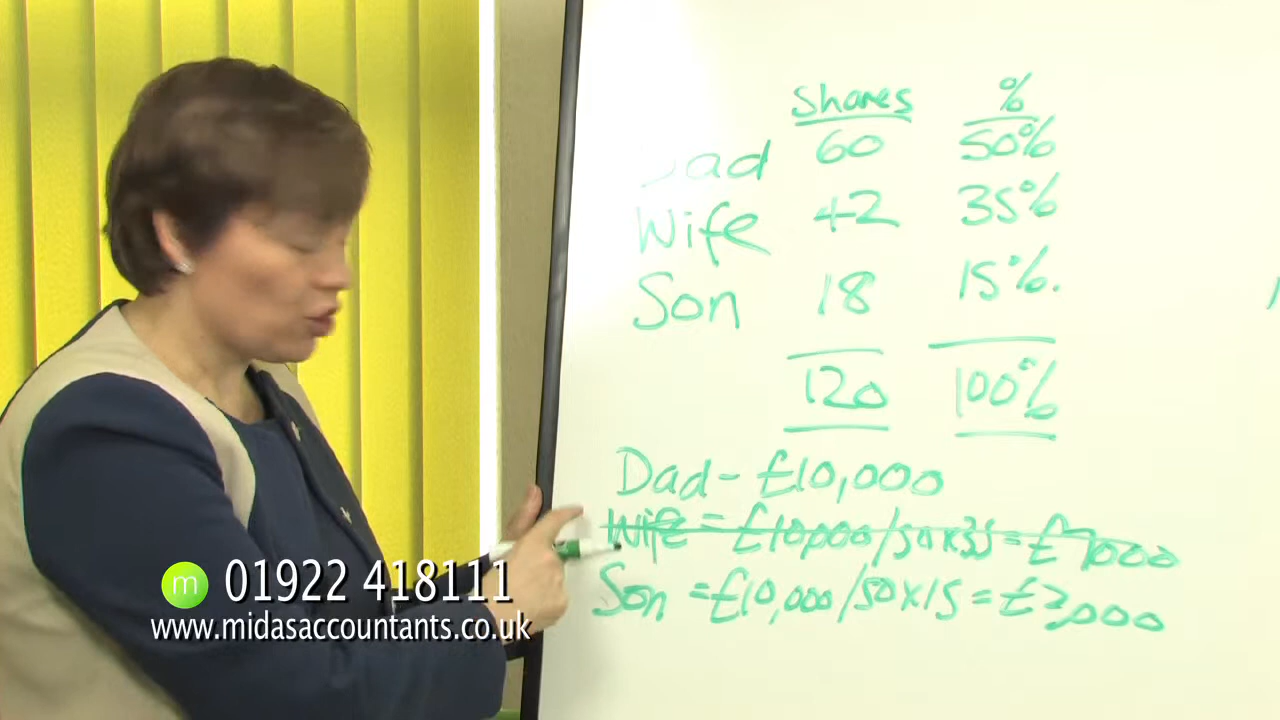 Shares %
Dad 60 50%
Wife 42 35%
Son 18 15%.
120 100%
Dad - £10,000
Wife = £10,000/50x35 = £7000
Son = £10,000/50x15 = £3,000
m 01922 418111
www.midasaccountants.co.uk